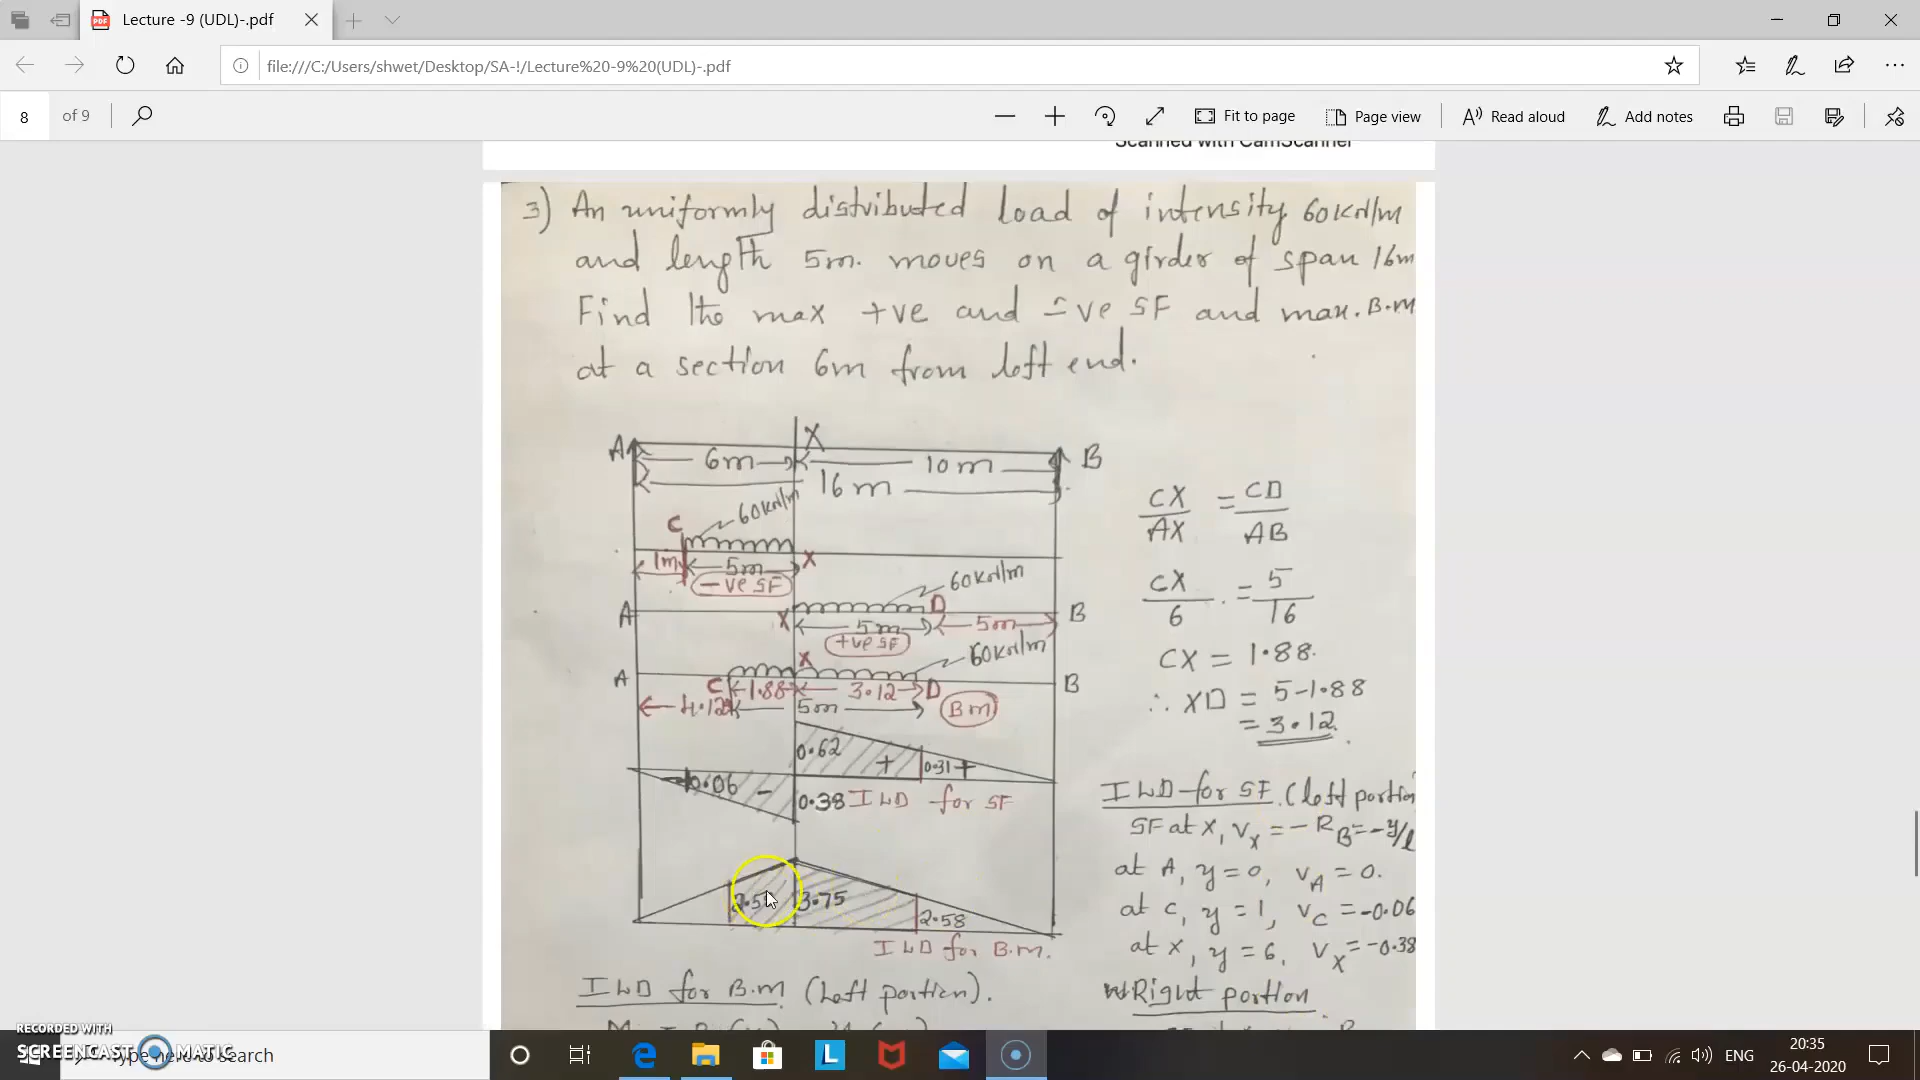 Lecture -9 (UDL)-.pdf
file:///C:/Users/shwet/Desktop/SA-!/Lecture%20-9%20(UDL)-.pdf
8 of 9
Fit to page
Page view
Read aloud
Add notes
Scanned with CamScanner
3) An uniformly distributed load of intensity 60kN/m
and length 5m. moves on a girder of span 16m
Find the max +ve and -ve SF and max. B.M
at a section 6m from left end.
A X B
6m 10m
16m
60kN/m
C
1m 5m X
-ve SF
60kN/m
A X D B
5m 5m
+ve SF
60kN/m
A X B
C 1.88 3.12 D
4.12 5m BM
0.62 + 0.31 +
0.06 - 0.38 ILD for SF
3.75
2.58
ILD for B.M.
CX/AX = CD/AB
CX/6 = 5/16
CX = 1.88.
∴ XD = 5-1.88
= 3.12
ILD for SF. (left portion
SF at X, Vx = -RB = -y/l
at A, y=0, VA = 0.
at C, y = 1, VC = -0.06
at X, y = 6, VX = -0.38
Right portion
ILD for B.M (Left portion).
RECORDED WITH
SCREENCAST MATIC
Type here to search
ENG
20:35
26-04-2020